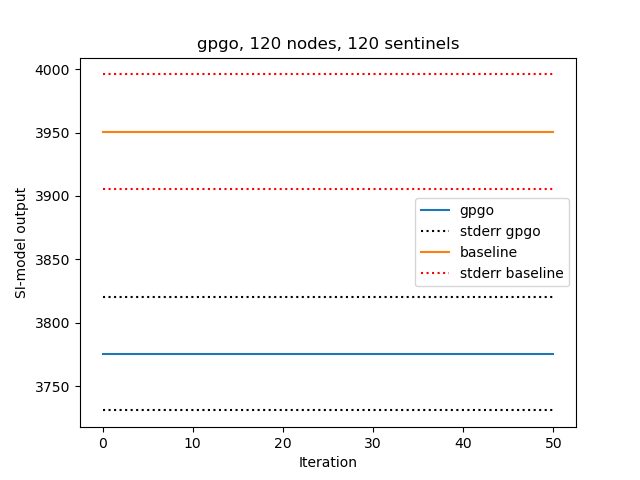 gpgo, 120 nodes, 120 sentinels
SI-model output
4000
3950
3900
3850
3800
3750
gpgo
stderr gpgo
baseline
stderr baseline
0 10 20 30 40 50
Iteration